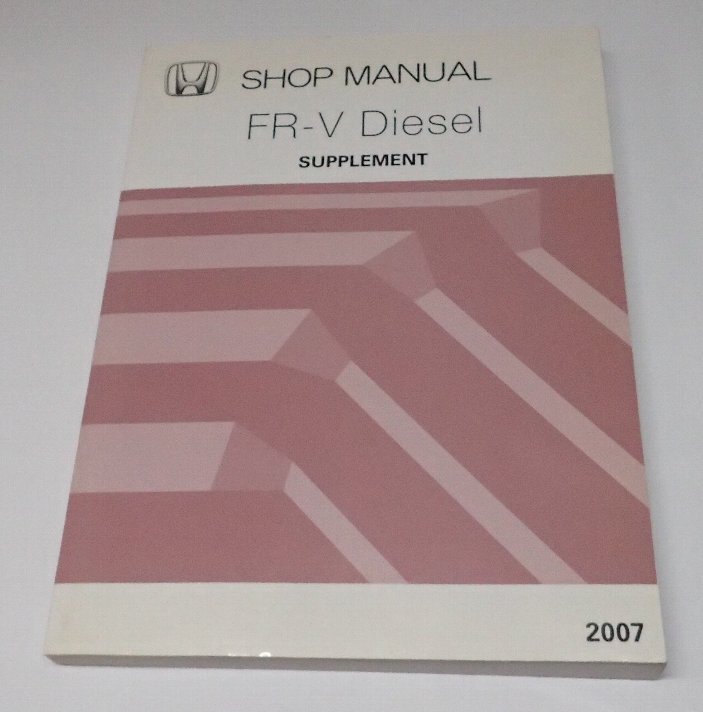 SHOP MANUAL
FR-V Diesel
SUPPLEMENT
2007